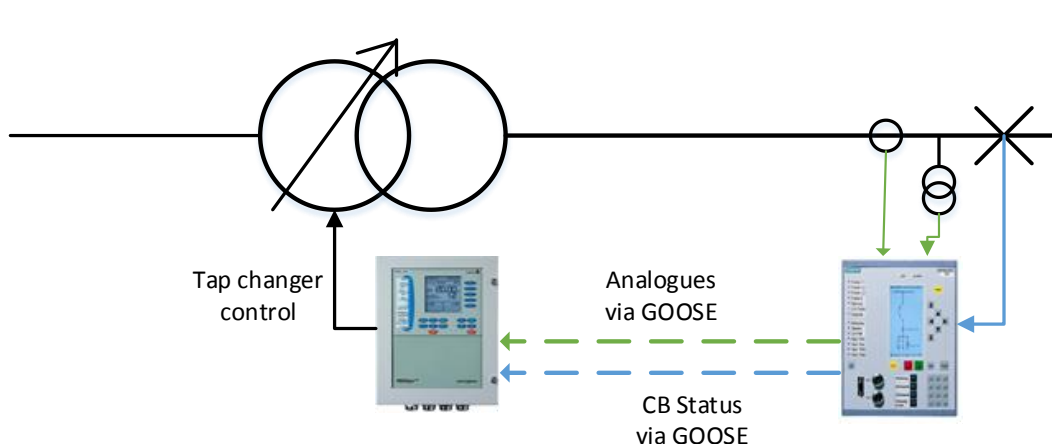 Tap changer
control
Analogues
via GOOSE
CB Status
via GOOSE